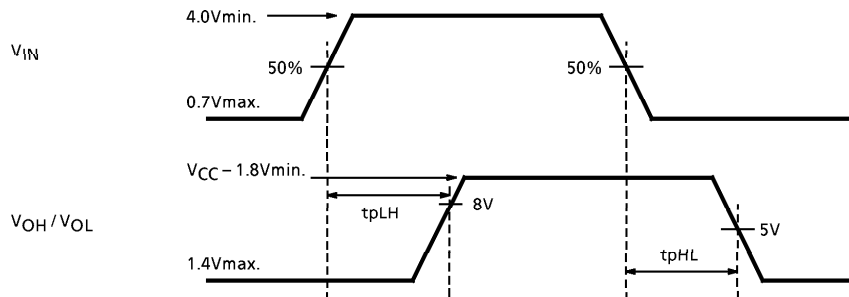 4.0Vmin.
VIN
50%
50%
0.7Vmax.
VCC – 1.8Vmin.
tpLH
8V
VOH / VOL
5V
tpHL
1.4Vmax.